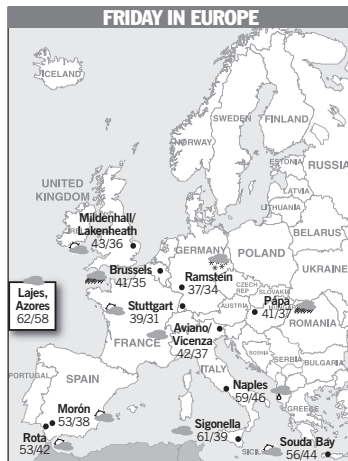 FRIDAY IN EUROPE
ICELAND
SWEDEN
FINLAND
NORWAY
ESTONIA
RUSSIA
LATVIA
LITHUANIA
UNITED
KINGDOM
Mildenhall/
Lakenheath
43/36
BELARUS
GERMANY
POLAND
Brussels
41/35
Ramstein
37/34
UKRAINE
CZECH
REP
SLOVAKIA
Lajes,
Azores
62/58
Stuttgart
39/31
AUSTRIA
Pápa
41/37
ROMANIA
Aviano/
Vicenza
42/37
FRANCE
BOSNIA
SERBIA
BULGARIA
ITALY
PORTUGAL
SPAIN
Naples
59/46
GREECE
Morón
53/38
Sigonella
61/39
Rota
53/42
SICILY
Souda Bay
56/44